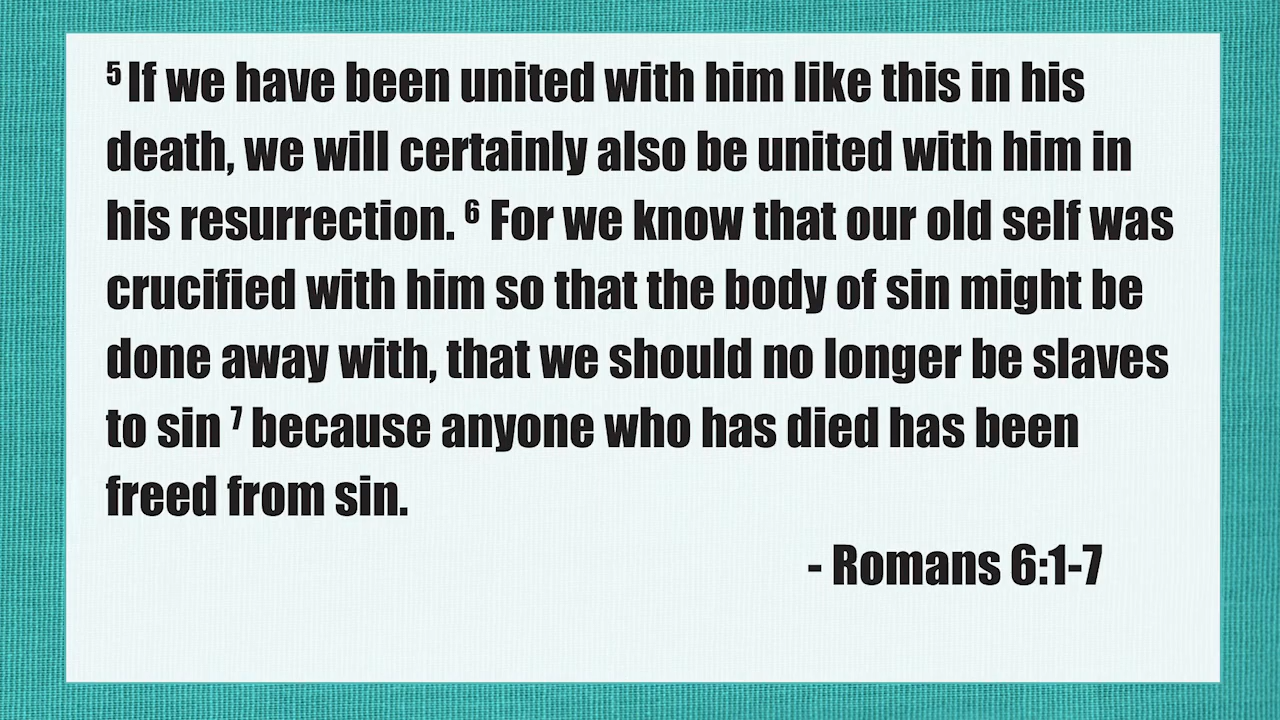 ⁵ If we have been united with him like this in his
death, we will certainly also be united with him in
his resurrection. ⁶ For we know that our old self was
crucified with him so that the body of sin might be
done away with, that we should no longer be slaves
to sin ⁷ because anyone who has died has been
freed from sin.
- Romans 6:1-7